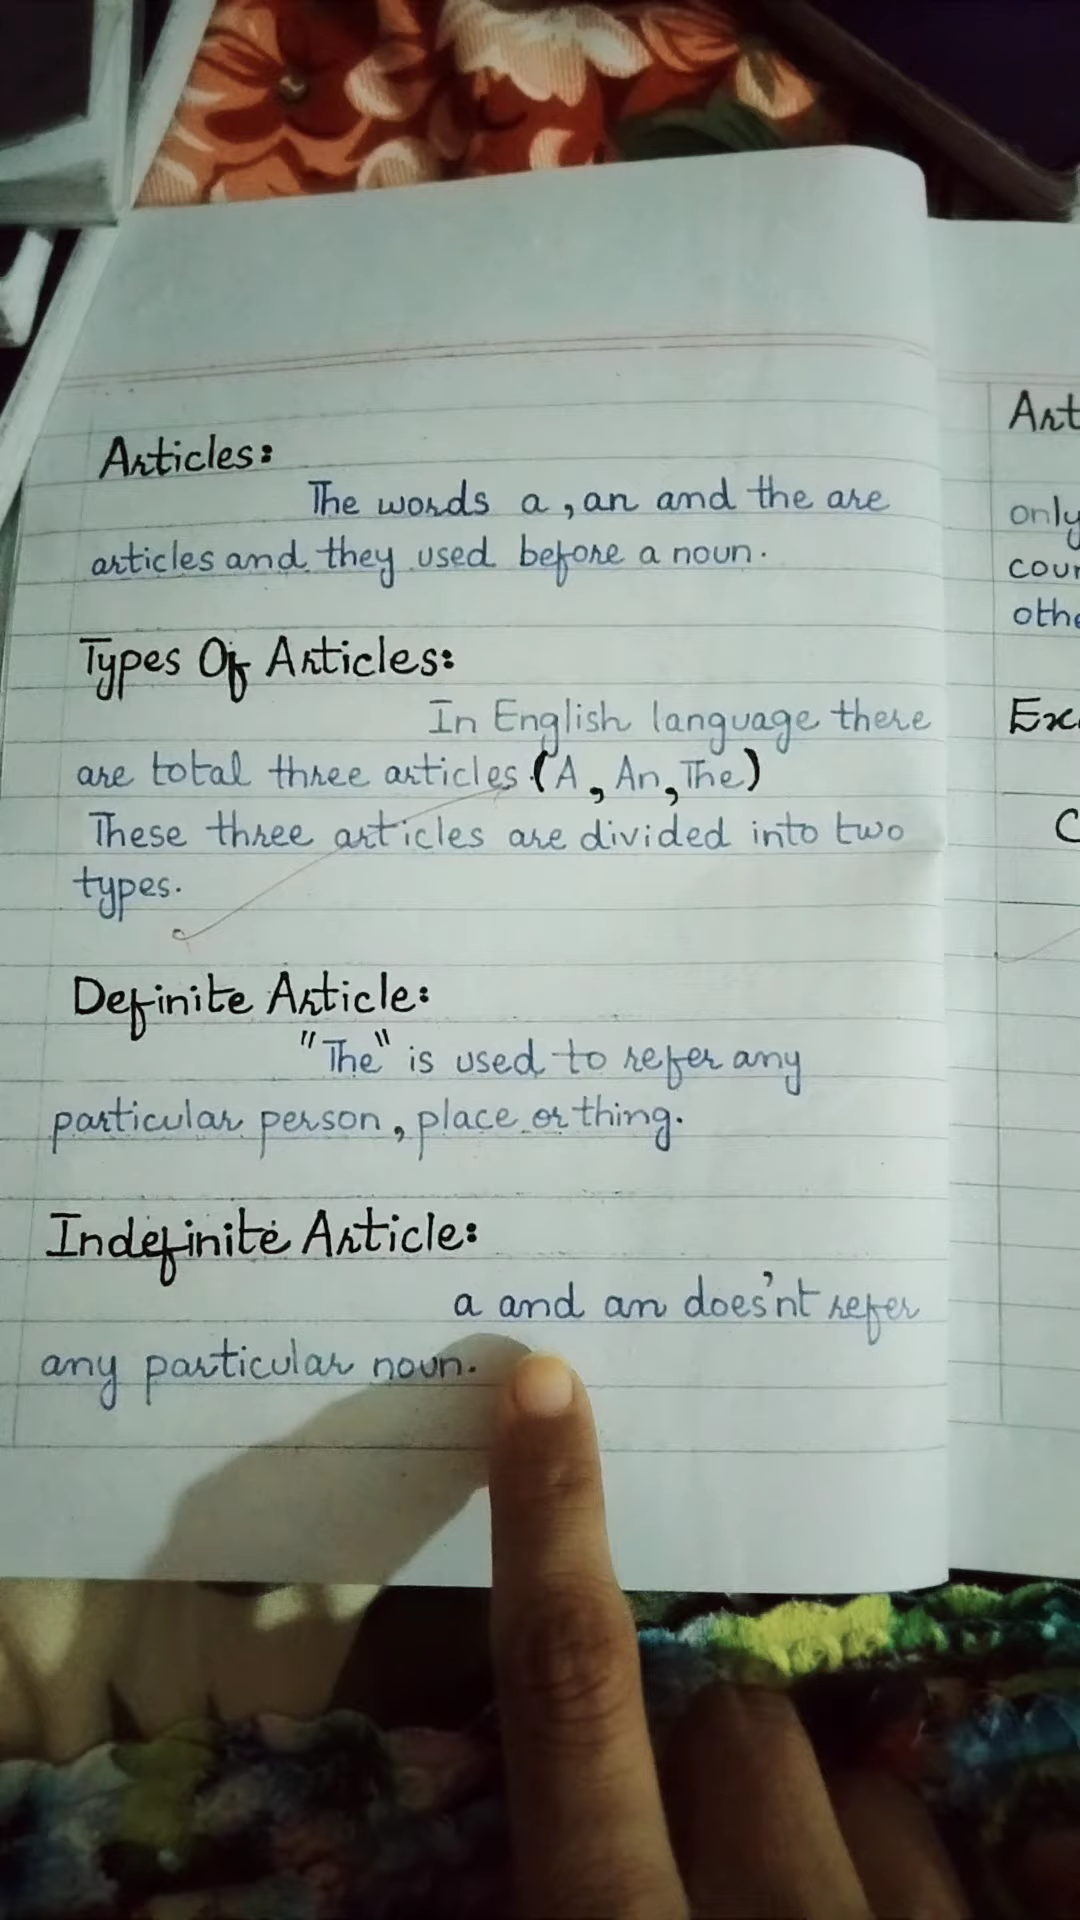 Articles:
The words a, an and the are
articles and they used before a noun.
Types Of Articles:
In English language there
are total three articles.(A, An, The)
These three articles are divided into two
types.
Definite Article:
"The" is used to refer any
particular person, place or thing.
Indefinite Article:
a and an does'nt refer
any particular noun.
only